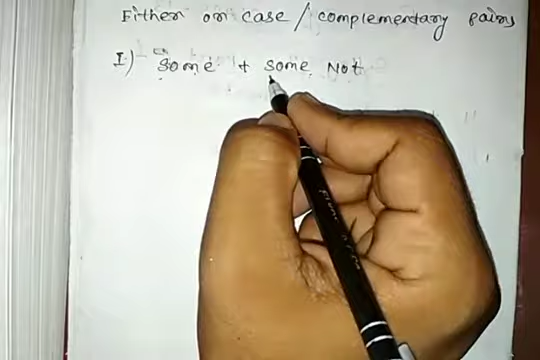 Either or case / complementary pairs
I) Some + some Not